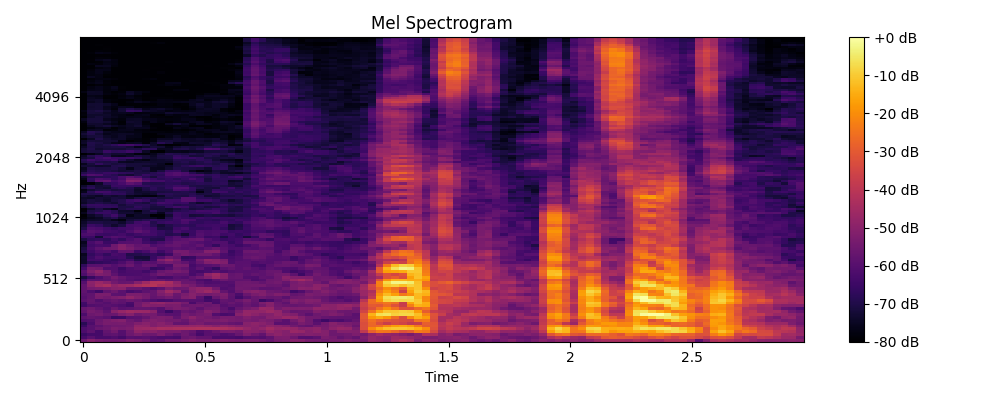 Mel Spectrogram
Hz
4096
2048
1024
512
0
0
0.5
1
1.5
2
2.5
Time
+0 dB
-10 dB
-20 dB
-30 dB
-40 dB
-50 dB
-60 dB
-70 dB
-80 dB